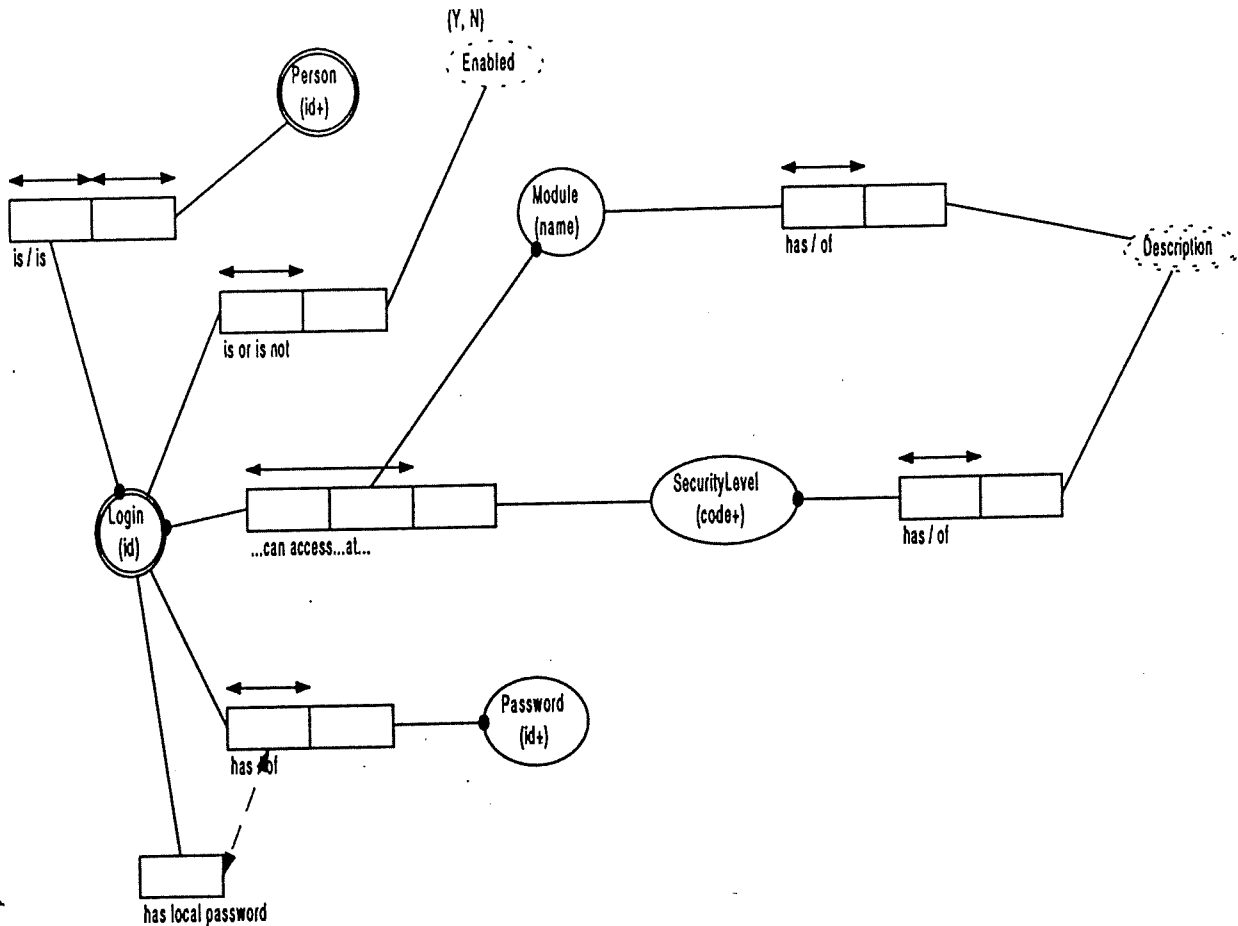 {Y, N}
Enabled
Person
(id+)
Module
(name)
is / is
has / of
Description
is or is not
SecurityLevel
(code+)
Login
(id)
...can access...at...
has / of
Password
(id+)
has / of
has local password